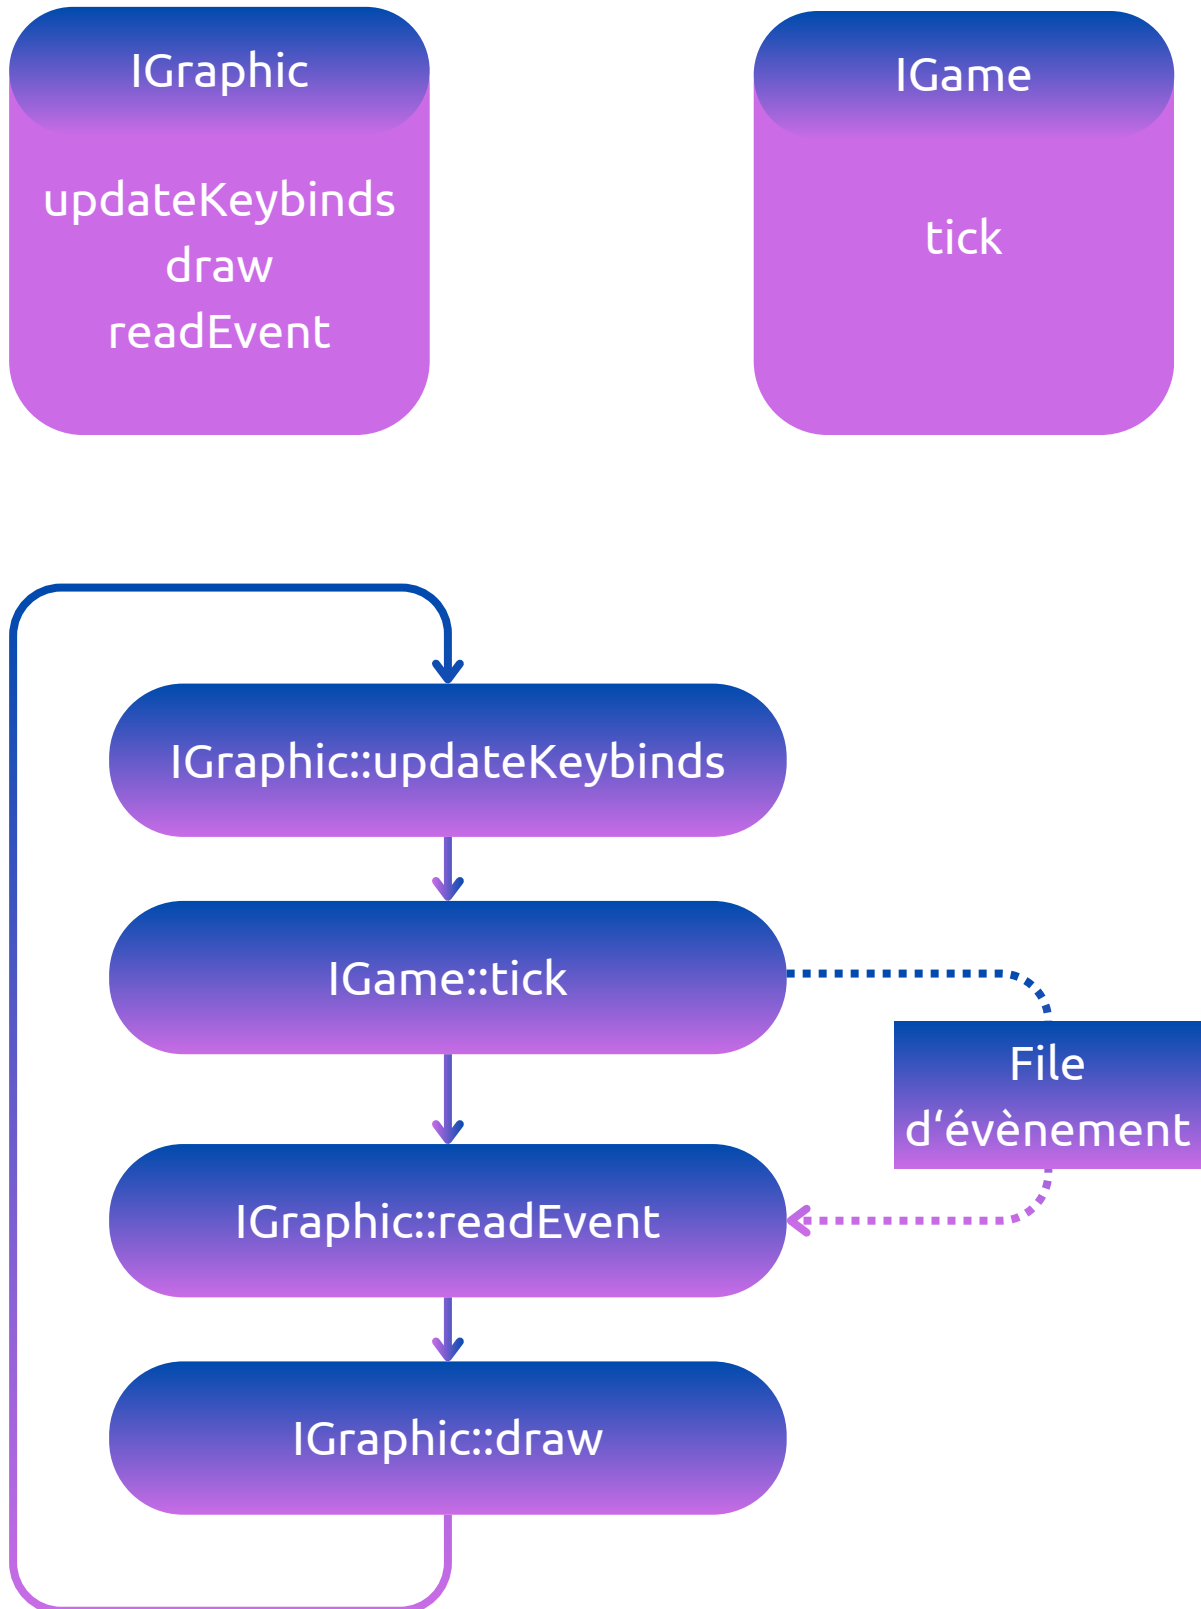 IGraphic
updateKeybinds
draw
readEvent
IGame
tick
IGraphic::updateKeybinds
IGame::tick
File
d‘évènement
IGraphic::readEvent
IGraphic::draw